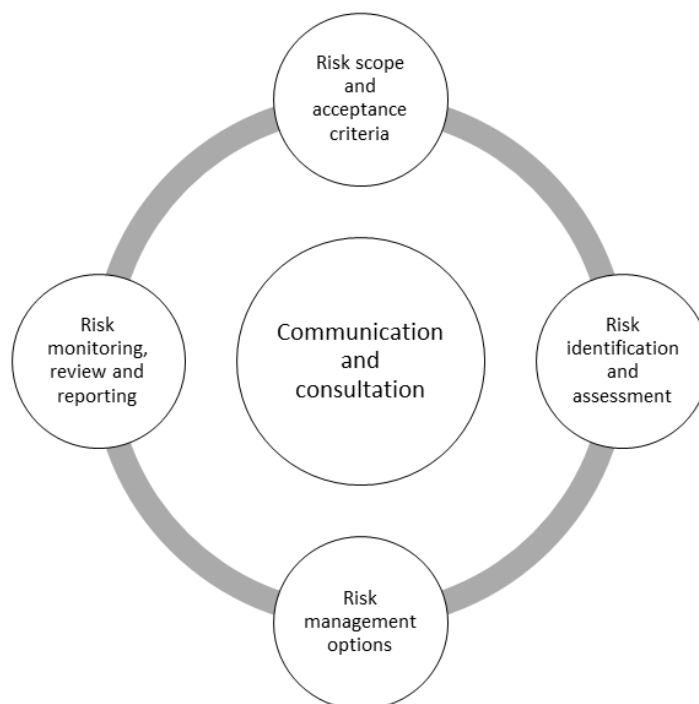 Risk scope
and
acceptance
criteria
Risk
monitoring,
review and
reporting
Communication
and
consultation
Risk
identification
and
assessment
Risk
management
options